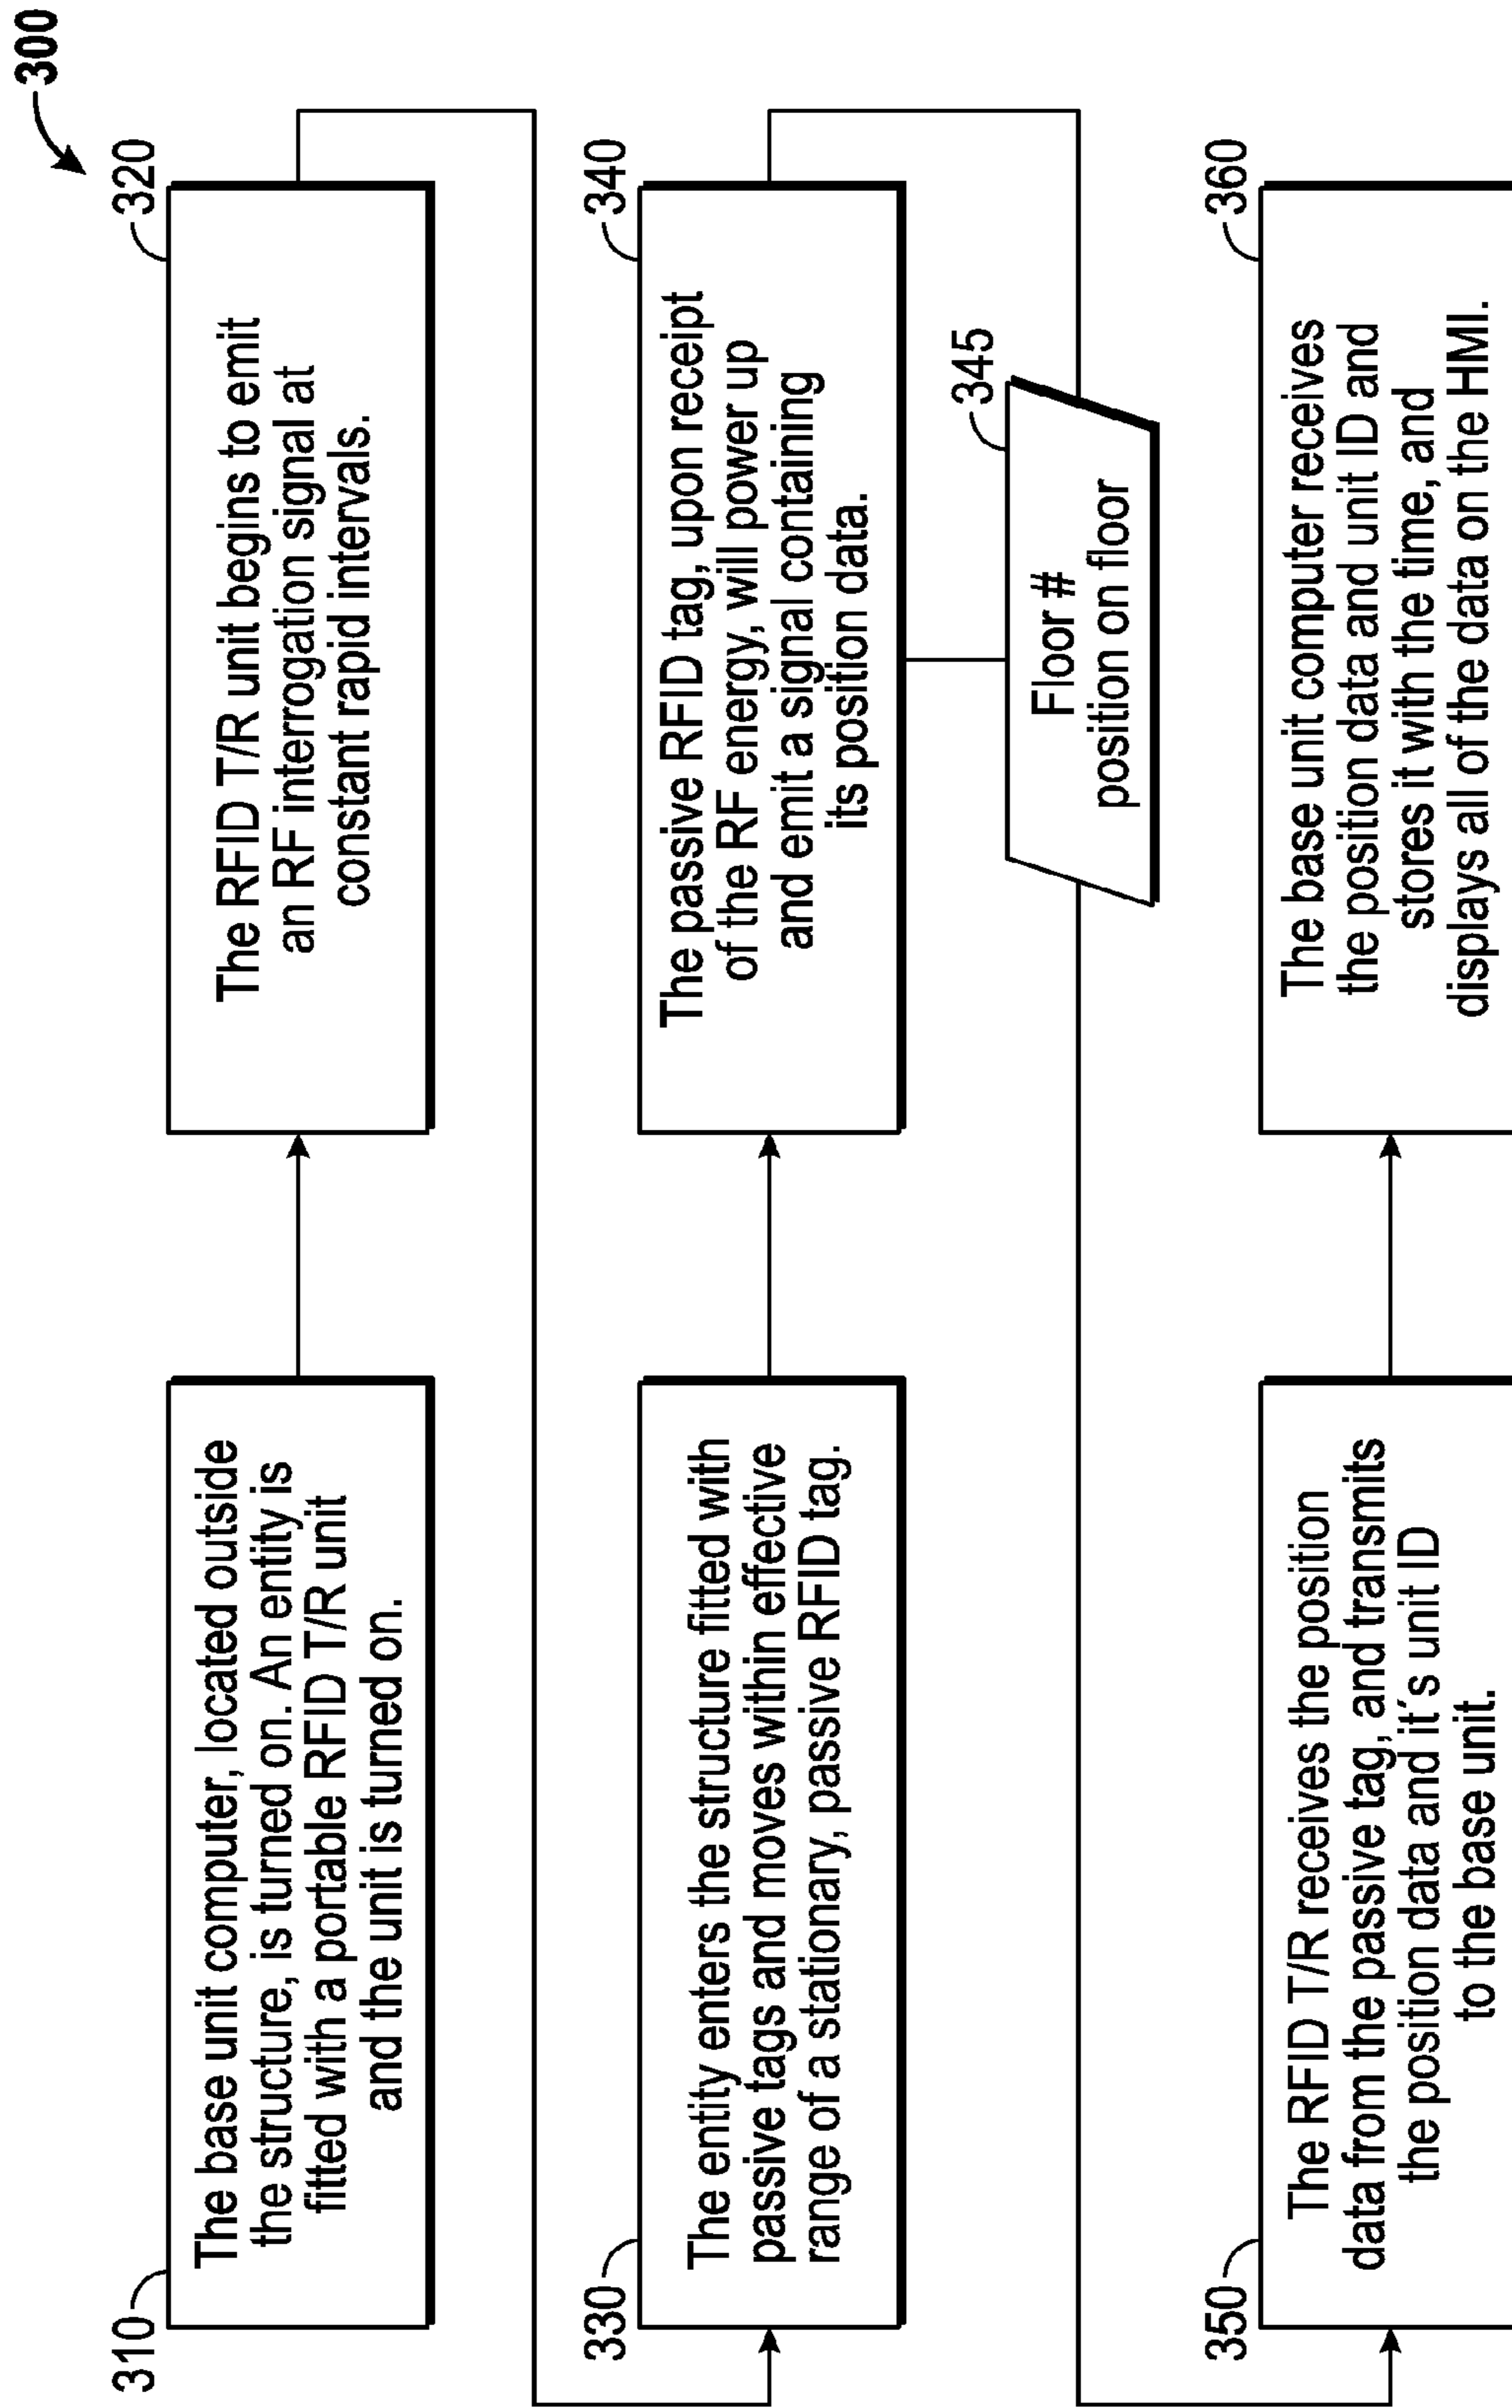 300
310
The base unit computer, located outside
the structure, is turned on. An entity is
fitted with a portable RFID T/R unit
and the unit is turned on.
320
The RFID T/R unit begins to emit
an RF interrogation signal at
constant rapid intervals.
330
The entity enters the structure fitted with
passive tags and moves within effective
range of a stationary, passive RFID tag.
340
The passive RFID tag, upon receipt
of the RF energy, will power up
and emit a signal containing
its position data.
345
Floor #
position on floor
350
The RFID T/R receives the position
data from the passive tag, and transmits
the position data and it´s unit ID
to the base unit.
360
The base unit computer receives
the position data and unit ID and
stores it with the time, and
displays all of the data on the HMI.